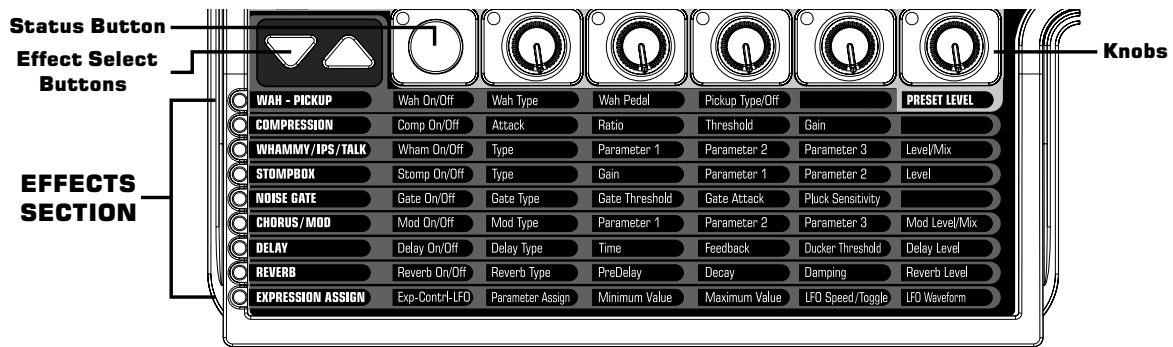 Status Button
Effect Select
Buttons
Knobs
EFFECTS
SECTION
WAH - PICKUP Wah On/Off Wah Type Wah Pedal Pickup Type/Off PRESET LEVEL
COMPRESSION Comp On/Off Attack Ratio Threshold Gain
WHAMMY/IPS/TALK Wham On/Off Type Parameter 1 Parameter 2 Parameter 3 Level/Mix
STOMPBOX Stomp On/Off Type Gain Parameter 1 Parameter 2 Level
NOISE GATE Gate On/Off Gate Type Gate Threshold Gate Attack Pluck Sensitivity
CHORUS/MOD Mod On/Off Mod Type Parameter 1 Parameter 2 Parameter 3 Mod Level/Mix
DELAY Delay On/Off Delay Type Time Feedback Ducker Threshold Delay Level
REVERB Reverb On/Off Reverb Type PreDelay Decay Damping Reverb Level
EXPRESSION ASSIGN Exp-Contrl-LFO Parameter Assign Minimum Value Maximum Value LFO Speed/Toggle LFO Waveform